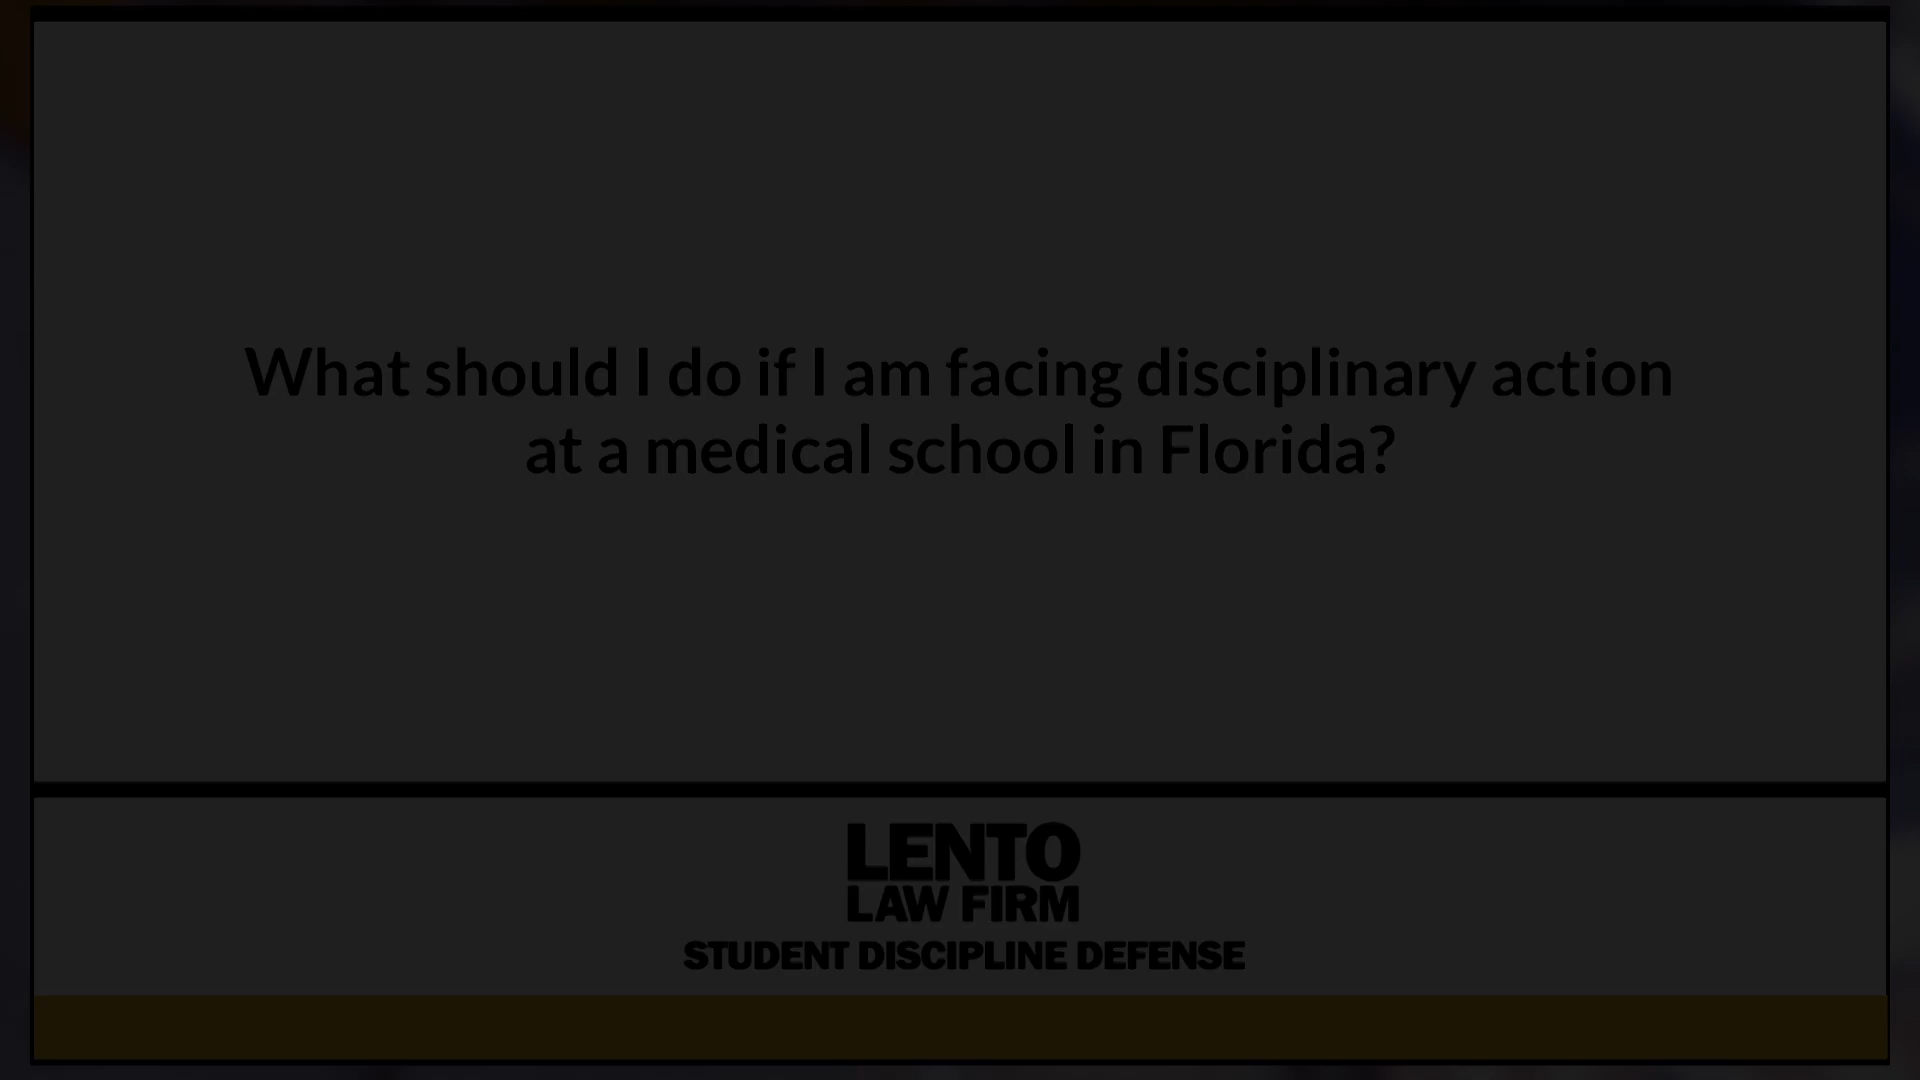 What should I do if I am facing disciplinary action
at a medical school in Florida?
LENTO
LAW FIRM
STUDENT DISCIPLINE DEFENSE